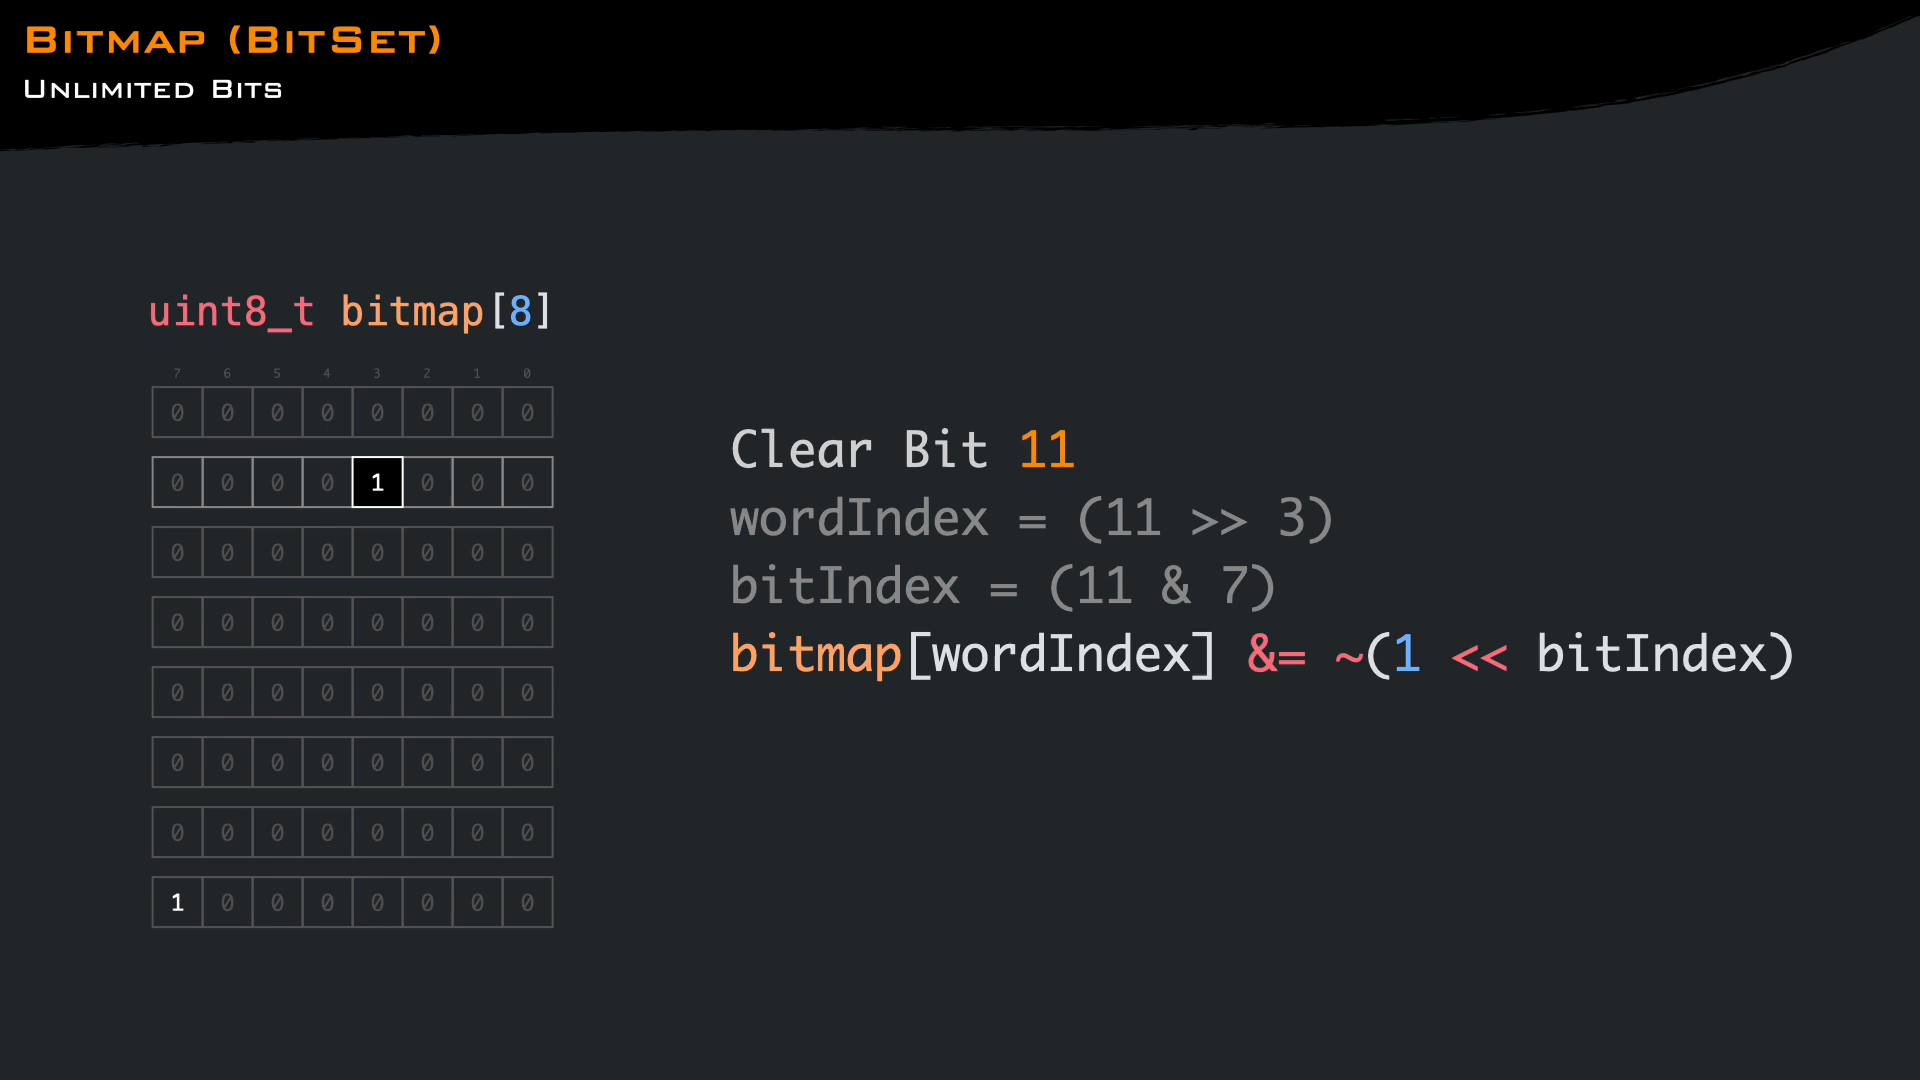 Bitmap (BitSet)
Unlimited Bits
uint8_t bitmap[8]
7 6 5 4 3 2 1 0
0 0 0 0 0 0 0 0
0 0 0 0 1 0 0 0
0 0 0 0 0 0 0 0
0 0 0 0 0 0 0 0
0 0 0 0 0 0 0 0
0 0 0 0 0 0 0 0
0 0 0 0 0 0 0 0
1 0 0 0 0 0 0 0
Clear Bit 11
wordIndex = (11 >> 3)
bitIndex = (11 & 7)
bitmap[wordIndex] &= ~(1 << bitIndex)